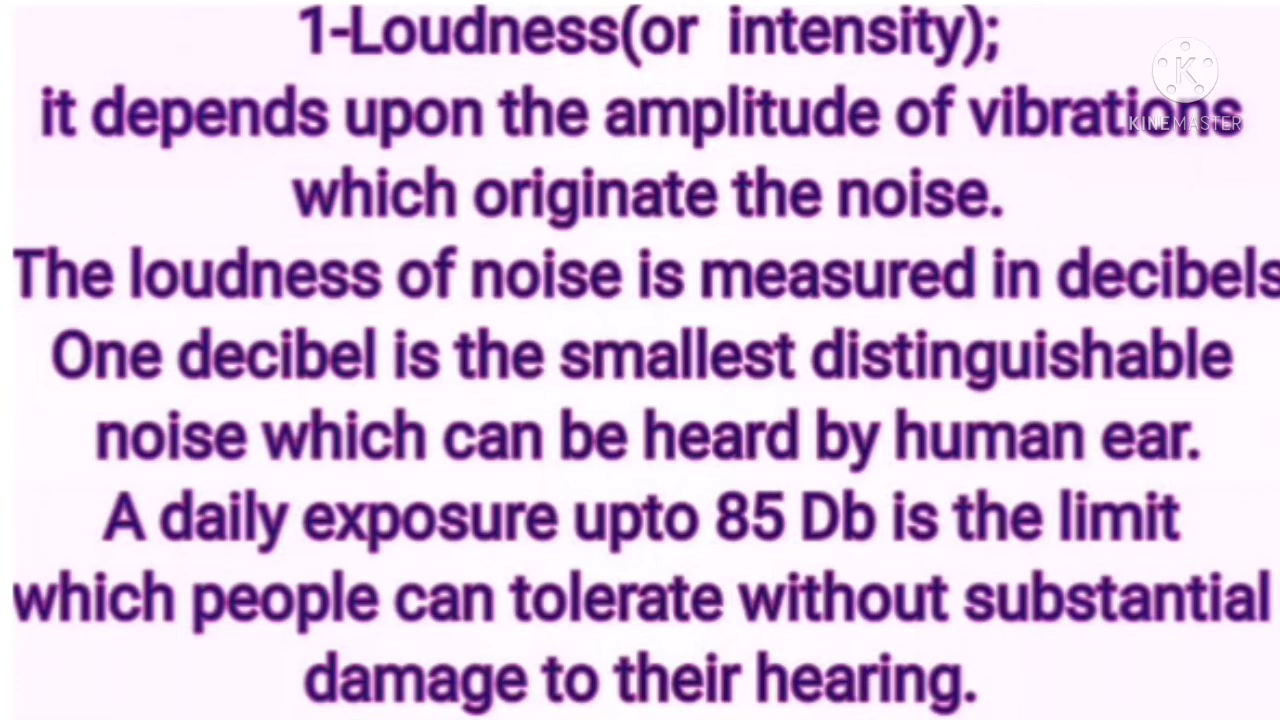 1-Loudness(or intensity);
it depends upon the amplitude of vibrations
which originate the noise.
The loudness of noise is measured in decibels
One decibel is the smallest distinguishable
noise which can be heard by human ear.
A daily exposure upto 85 Db is the limit
which people can tolerate without substantial
damage to their hearing.
K
KINEMASTER